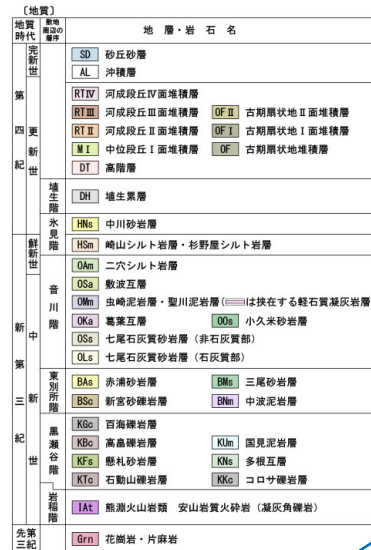 〔地質〕
地質時代
敷地周辺の層序
地 層・岩 石 名
第四紀
完新世
SD 砂丘砂層
AL 沖積層
更新世
RTⅣ 河成段丘Ⅳ面堆積層
RTⅢ 河成段丘Ⅲ面堆積層 OFⅡ 古期扇状地Ⅱ面堆積層
RTⅡ 河成段丘Ⅱ面堆積層 OFⅠ 古期扇状地Ⅰ面堆積層
MⅠ 中位段丘Ⅰ面堆積層 OF 古期扇状地堆積層
DT 高階層
埴生階
DH 埴生累層
氷見階
HNs 中川砂岩層
新第三紀
鮮新世
HSm 崎山シルト岩層・杉野屋シルト岩層
中新世
音川階
OAm 二穴シルト岩層
OSa 敷波互層
OMm 虫崎泥岩層・聖川泥岩層(は挟在する軽石質凝灰岩層
OKa 葛葉互層 OOs 小久米砂岩層
OSs 七尾石灰質砂岩層(非石灰質部)
OLs 七尾石灰質砂岩層(石灰質部)
東別所階
BAs 赤浦砂岩層 BMs 三尾砂岩層
BSc 新宮砂礫岩層 BNm 中波泥岩層
黒瀬谷階
KGc 百海礫岩層
KBc 高畠礫岩層 KUm 国見泥岩層
KFs 懸札砂岩層 KNs 多根互層
KTc 石動山礫岩層 KKc コロサ礫岩層
岩稲階
IAt 熊淵火山岩類 安山岩質火砕岩(凝灰角礫岩)
先第三紀
Grn 花崗岩・片麻岩